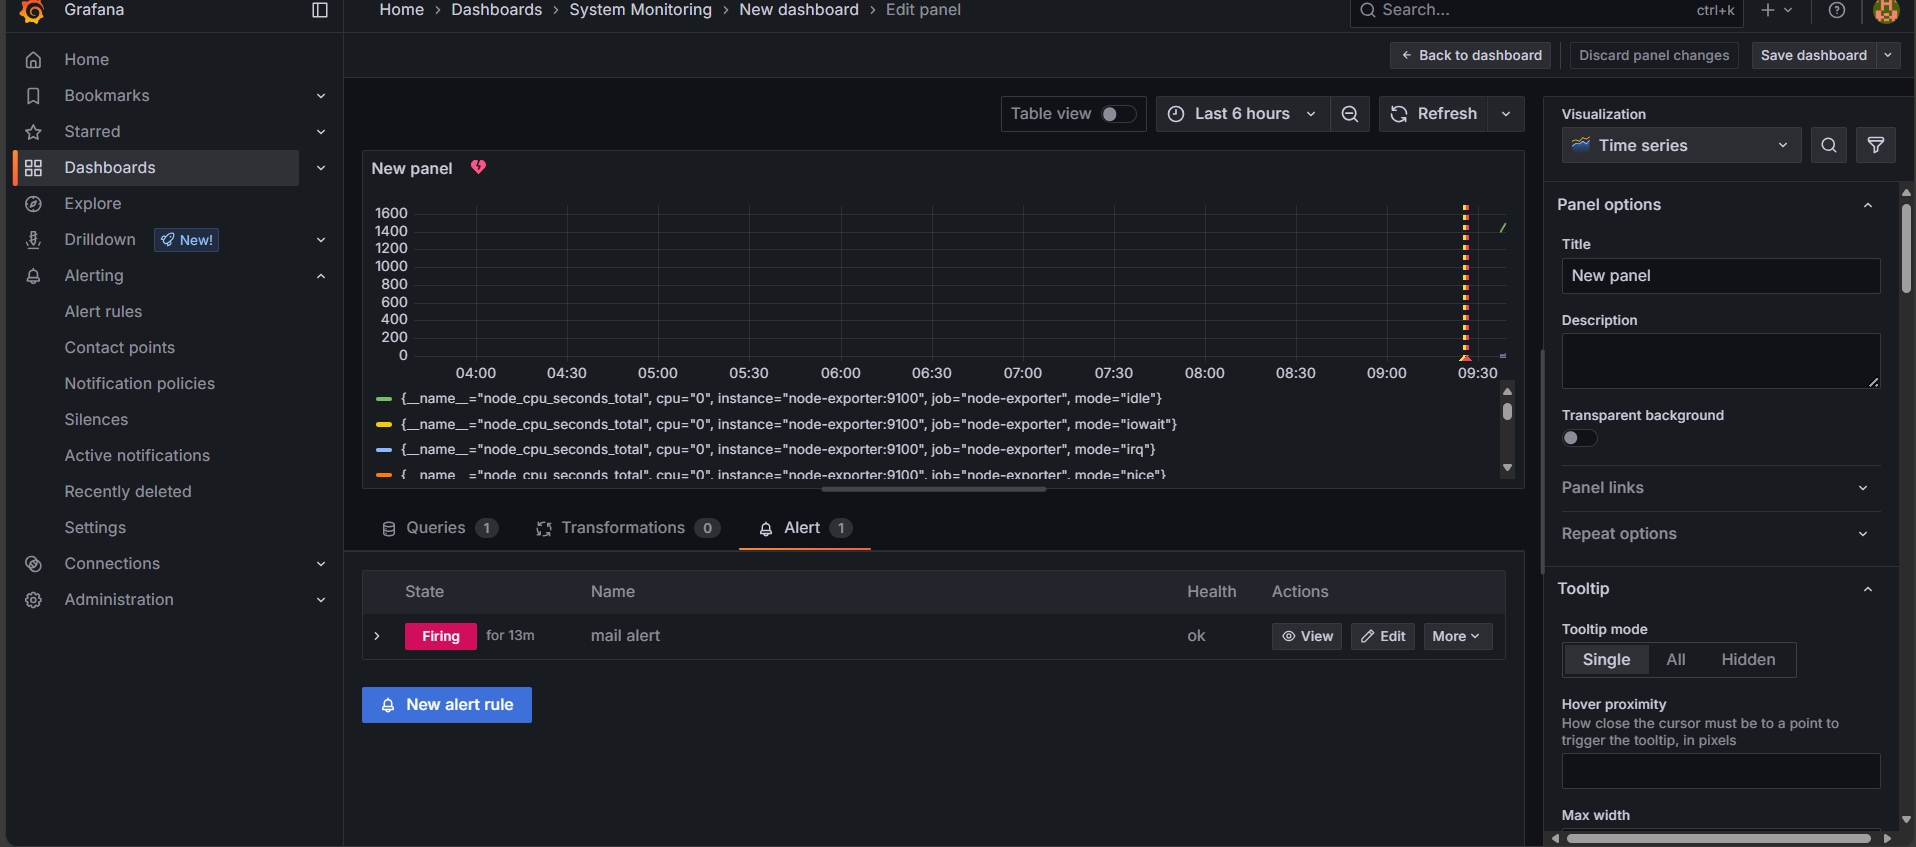 Grafana
Home › Dashboards › System Monitoring › New dashboard › Edit panel
Search...
ctrl+k
Back to dashboard
Discard panel changes
Save dashboard
Home
Bookmarks
Starred
Dashboards
Explore
Drilldown
New!
Alerting
Alert rules
Contact points
Notification policies
Silences
Active notifications
Recently deleted
Settings
Connections
Administration
Table view
Last 6 hours
Refresh
New panel
1600
1400
1200
1000
800
600
400
200
0
04:00 04:30 05:00 05:30 06:00 06:30 07:00 07:30 08:00 08:30 09:00 09:30
{__name__="node_cpu_seconds_total", cpu="0", instance="node-exporter:9100", job="node-exporter", mode="idle"}
{__name__="node_cpu_seconds_total", cpu="0", instance="node-exporter:9100", job="node-exporter", mode="iowait"}
{__name__="node_cpu_seconds_total", cpu="0", instance="node-exporter:9100", job="node-exporter", mode="irq"}
{__name__="node_cpu_seconds_total", cpu="0", instance="node-exporter:9100", job="node-exporter", mode="nice"}
Queries 1
Transformations 0
Alert 1
State Name Health Actions
Firing for 13m mail alert ok View Edit More
New alert rule
Visualization
Time series
Panel options
Title
New panel
Description
Transparent background
Panel links
Repeat options
Tooltip
Tooltip mode
Single All Hidden
Hover proximity
How close the cursor must be to a point to
trigger the tooltip, in pixels
Max width